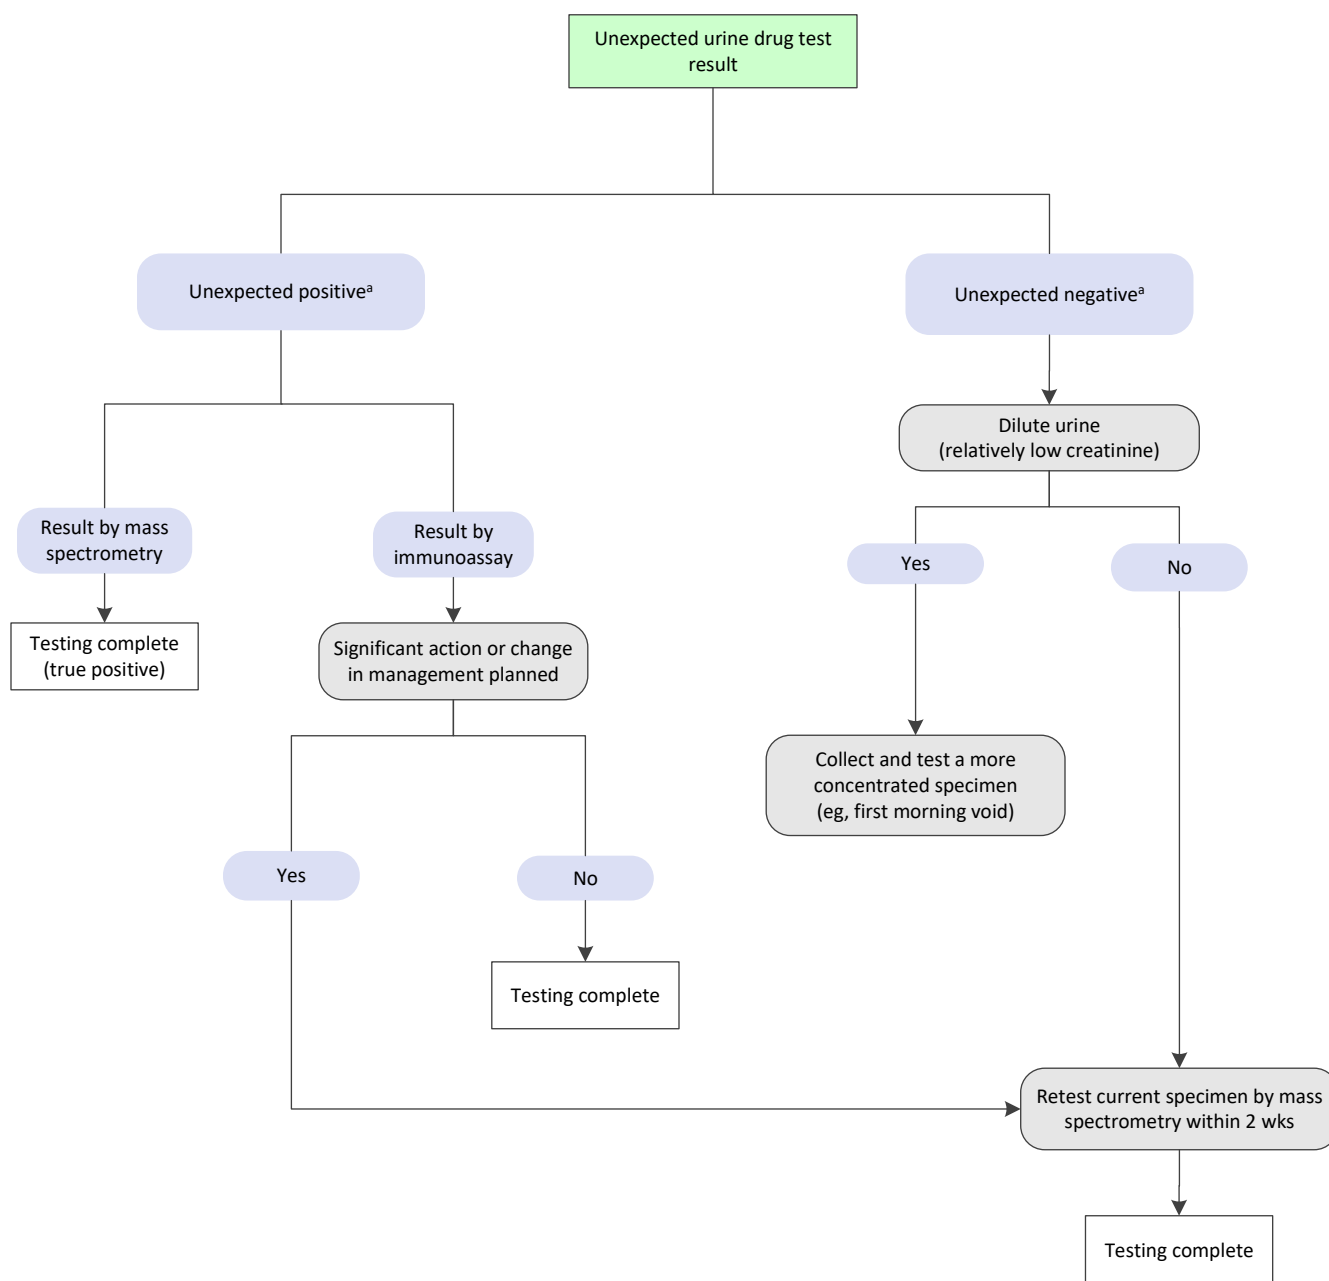 Unexpected urine drug test
result
Unexpected positiveᵃ
Unexpected negativeᵃ
Dilute urine
(relatively low creatinine)
Result by mass
spectrometry
Result by
immunoassay
Yes
No
Testing complete
(true positive)
Significant action or change
in management planned
Collect and test a more
concentrated specimen
(eg, first morning void)
Yes
No
Testing complete
Retest current specimen by mass
spectrometry within 2 wks
Testing complete